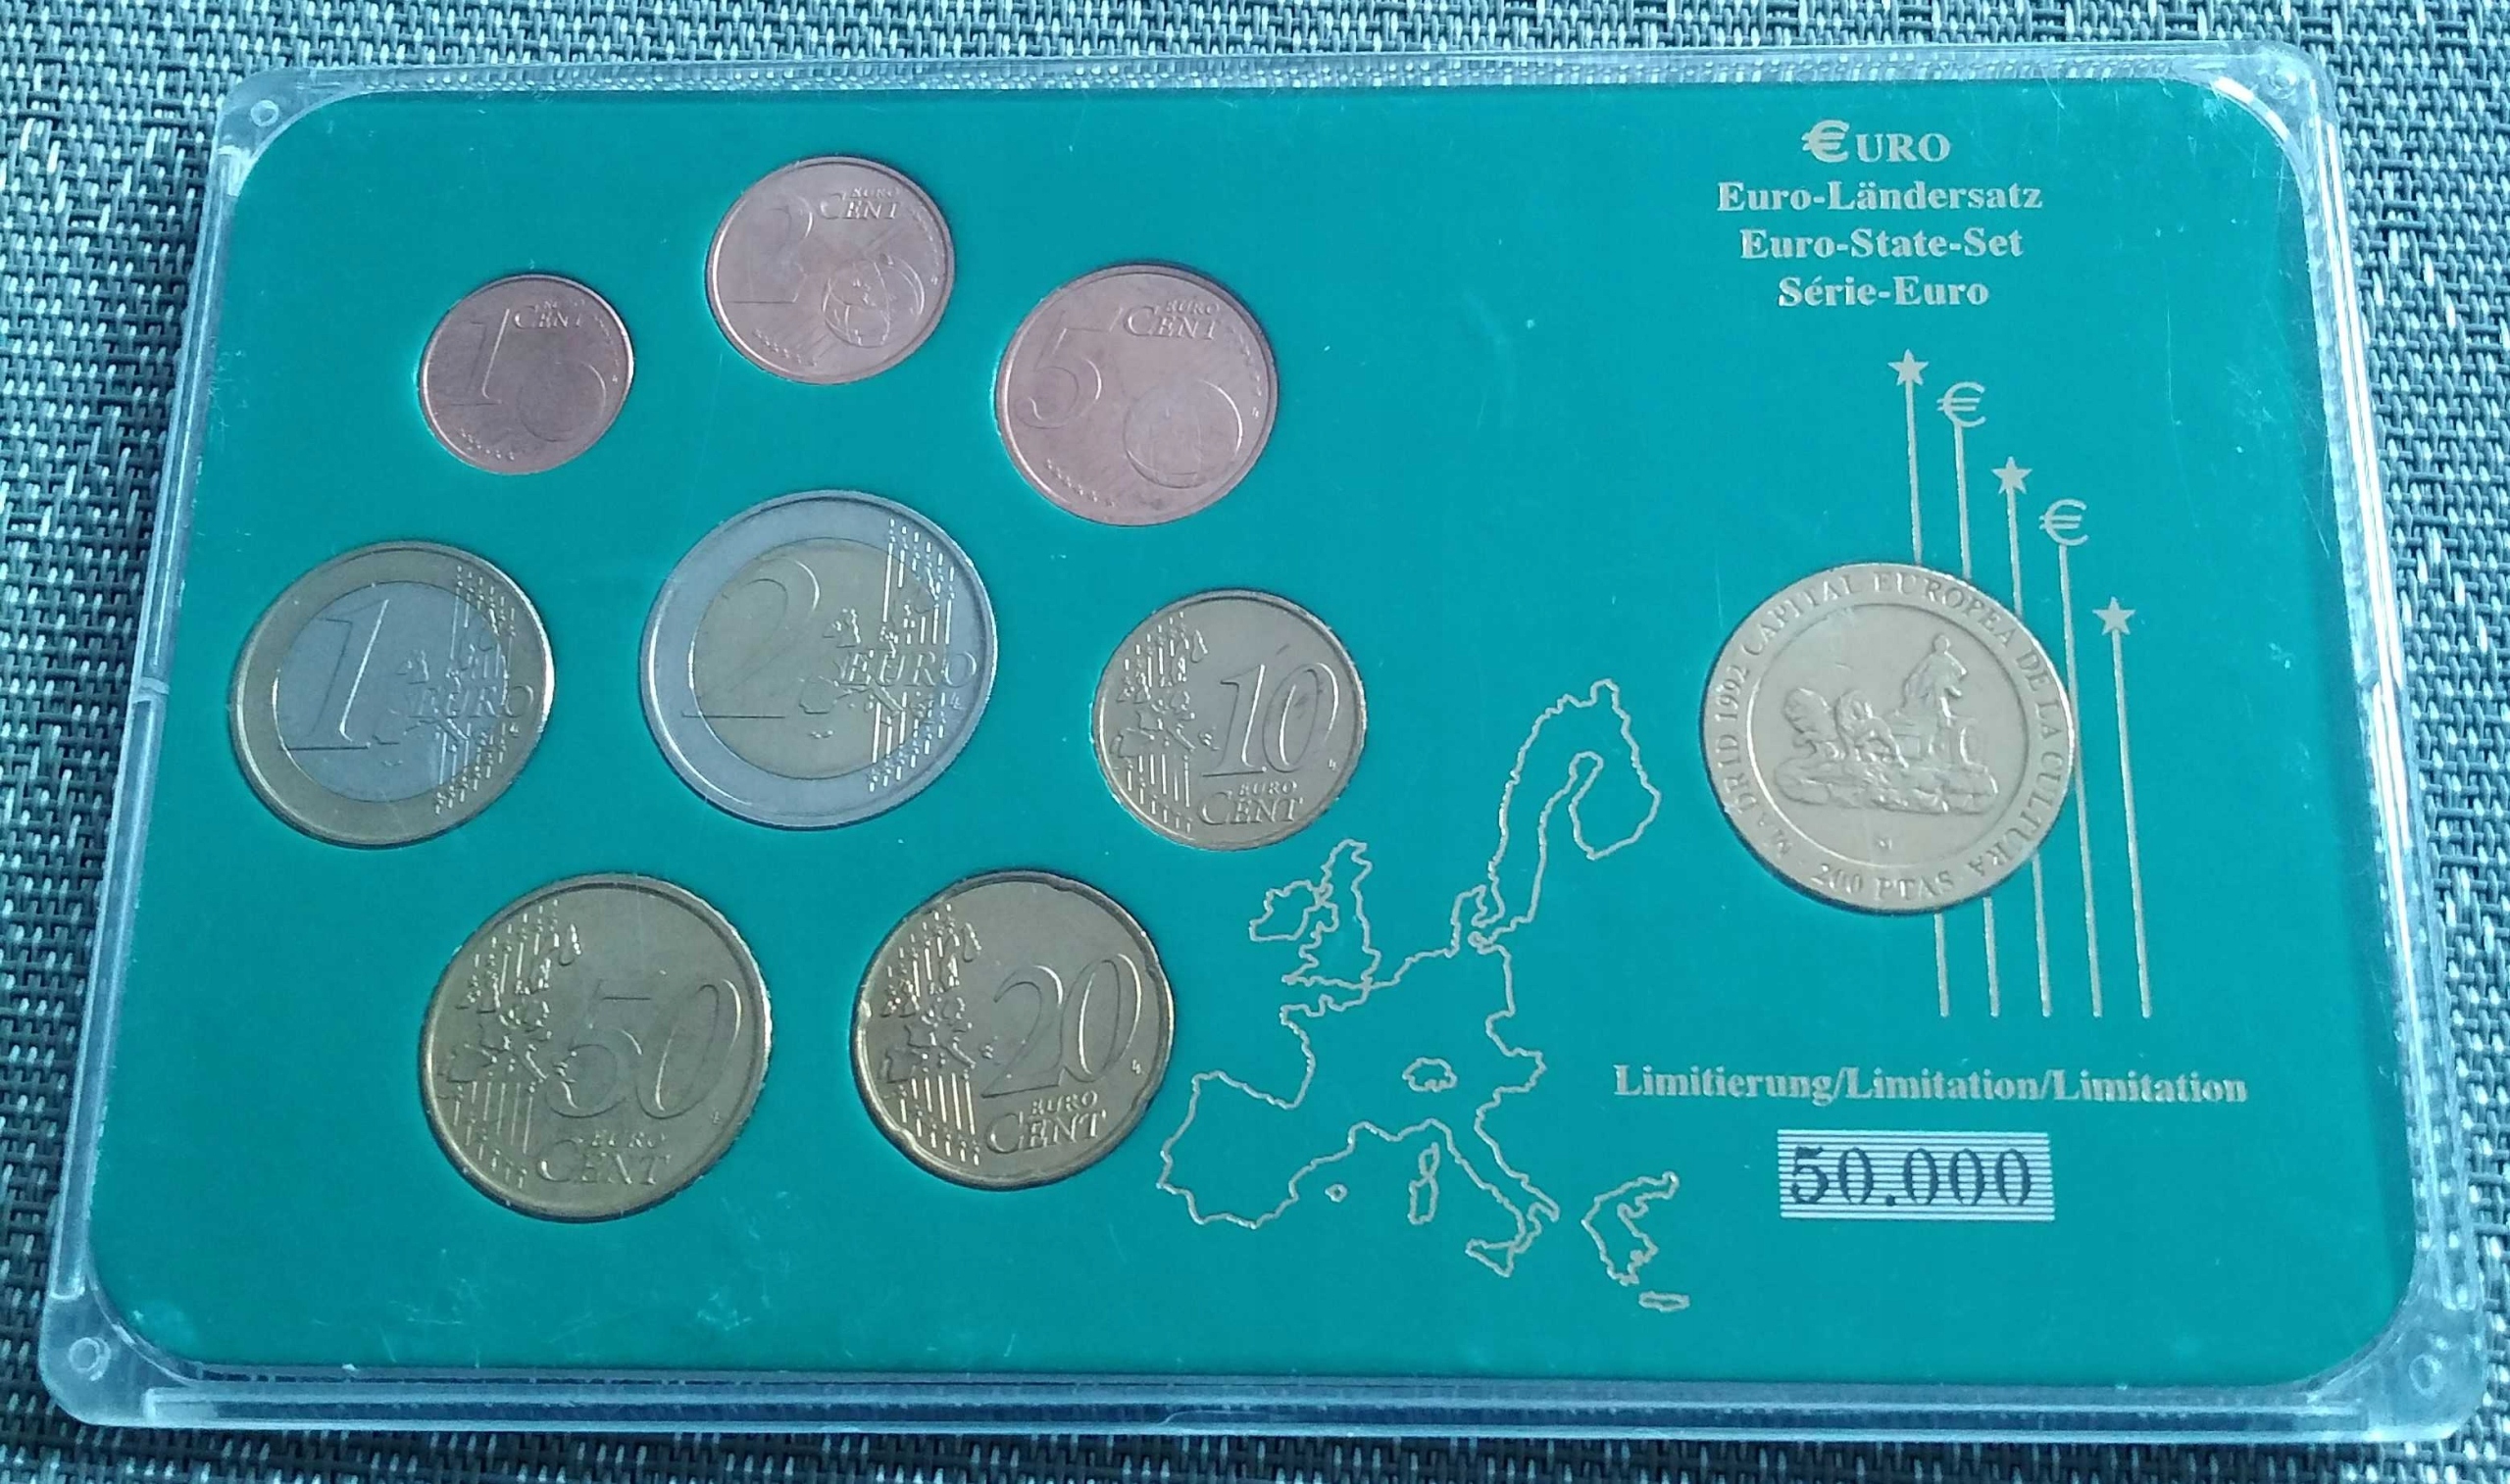 €URO
Euro-Ländersatz
Euro-State-Set
Série-Euro
1 EURO CENT
2 EURO CENT
5 EURO CENT
1 EURO
2 EURO
10 EURO CENT
50 EURO CENT
20 EURO CENT
€
€
MADRID 1992 CAPITAL EUROPEA DE LA CULTURA
M
200 PTAS
Limitierung/Limitation/Limitation
50.000